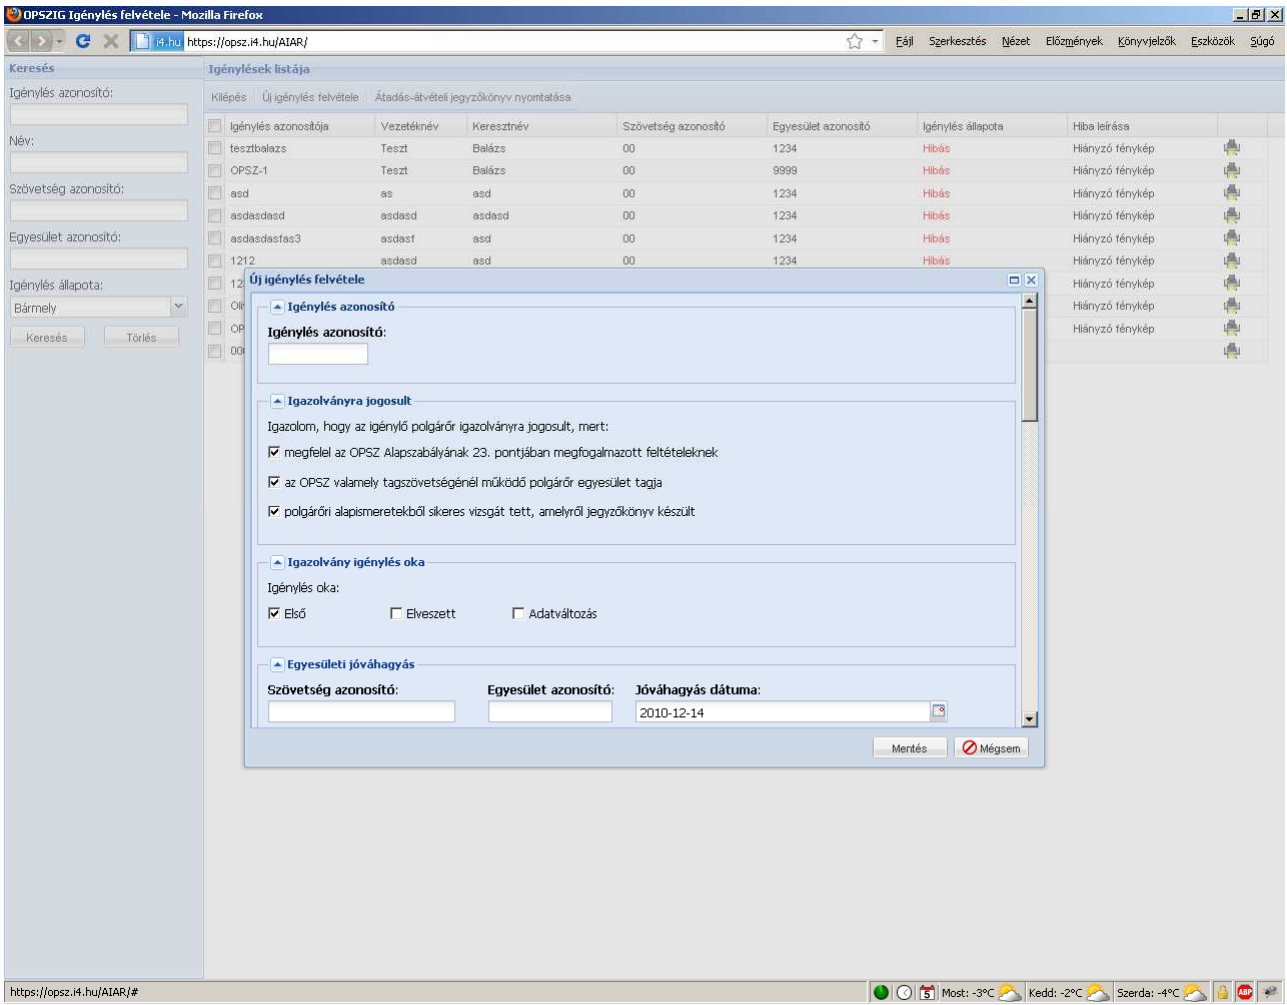 OPSZIG Igénylés felvétele - Mozilla Firefox
i4.hu https://opsz.i4.hu/AIAR/
Fájl Szerkesztés Nézet Előzmények Könyvjelzők Eszközök Súgó
Keresés
Igénylés azonosító:
Név:
Szövetség azonosító:
Egyesület azonosító:
Igénylés állapota:
Bármely
Keresés Törlés
Igénylések listája
Kilépés Új igénylés felvétele Átadás-átvételi jegyzőkönyv nyomtatása
Igénylés azonosítója Vezetéknév Keresztnév Szövetség azonosító Egyesület azonosító Igénylés állapota Hiba leírása
tesztbalazs Teszt Balázs 00 1234 Hibás Hiányzó fénykép
OPSZ-1 Teszt Balázs 00 9999 Hibás Hiányzó fénykép
asd as asd 00 1234 Hibás Hiányzó fénykép
asdasdasd asdasd asdasd 00 1234 Hibás Hiányzó fénykép
asdasdasfas3 asdasf asd 00 1234 Hibás Hiányzó fénykép
1212 asdasd asd 00 1234 Hibás Hiányzó fénykép
Hiányzó fénykép
Hiányzó fénykép
OP Hiányzó fénykép
Új igénylés felvétele
Igénylés azonosító
Igénylés azonosító:
Igazolványra jogosult
Igazolom, hogy az igénylő polgárőr igazolványra jogosult, mert:
megfelel az OPSZ Alapszabályának 23. pontjában megfogalmazott feltételeknek
az OPSZ valamely tagszövetségénél működő polgárőr egyesület tagja
polgárőri alapismeretekből sikeres vizsgát tett, amelyről jegyzőkönyv készült
Igazolvány igénylés oka
Igénylés oka:
Első Elveszett Adatváltozás
Egyesületi jóváhagyás
Szövetség azonosító: Egyesület azonosító: Jóváhagyás dátuma:
2010-12-14
Mentés Mégsem
https://opsz.i4.hu/AIAR/# 5 Most: -3°C Kedd: -2°C Szerda: -4°C ABP